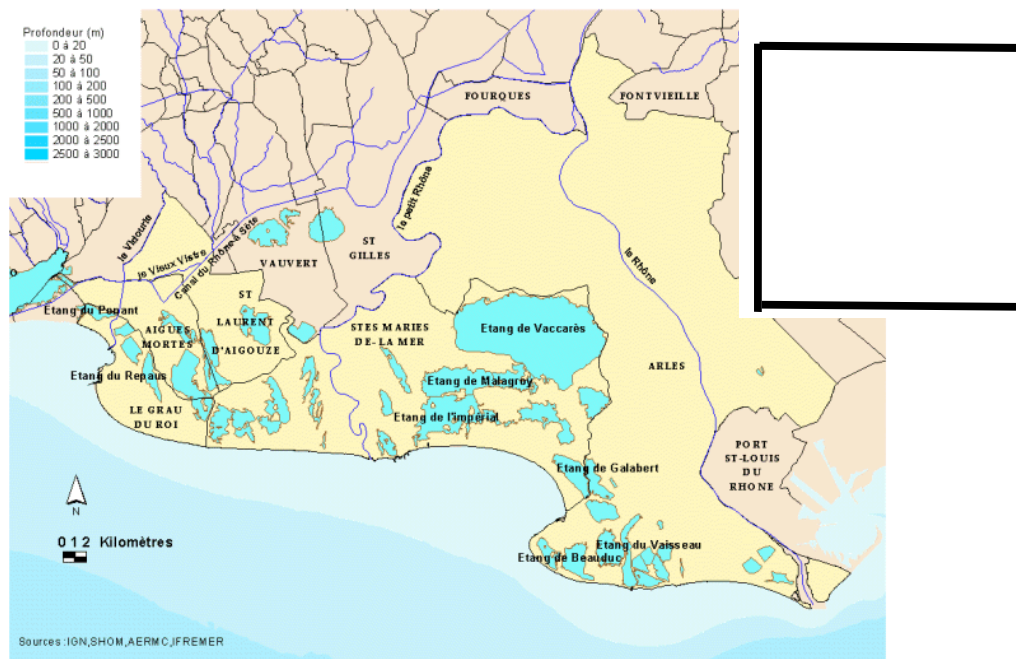 Profondeur (m)
0 à 20
20 à 50
50 à 100
100 à 200
200 à 500
500 à 1000
1000 à 2000
2000 à 2500
2500 à 3000
FOURQUES
FONTVIEILLE
le petit Rhône
le Vidourle
le Vieux Vistre
Canal du Rhône à Sète
VAUVERT
ST
GILLES
le Rhône
Etang du Ponant
AIGUES
MORTES
ST
LAURENT
D'AIGOUZE
STES MARIES
DE-LA MER
Etang de Vaccarès
Etang du Repaus
Etang de Malagroy
ARLES
LE GRAU
DU ROI
Etang de l'impérial
PORT
ST-LOUIS
DU
RHONE
Etang de Galabert
N
0 1 2 Kilomètres
Etang du Vaisseau
Etang de Beauduc
Sources :IGN,SHOM,AERMC,IFREMER